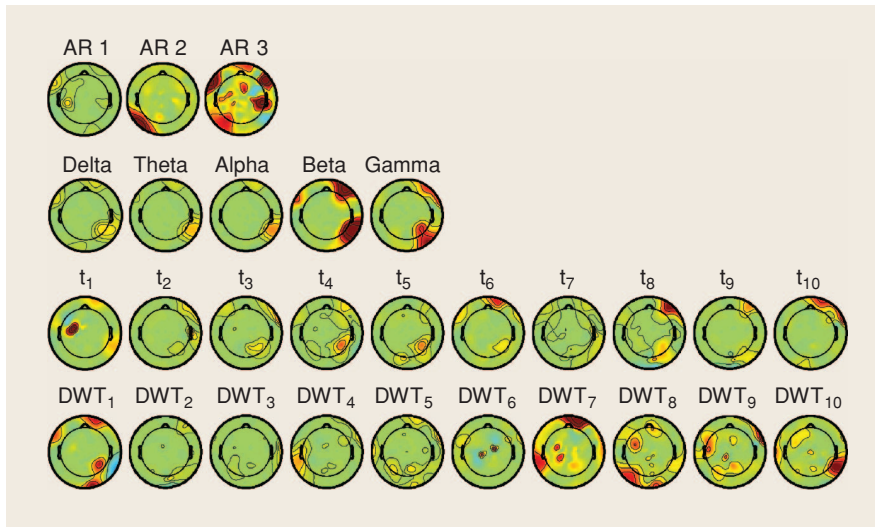 AR 1 AR 2 AR 3
Delta Theta Alpha Beta Gamma
t₁ t₂ t₃ t₄ t₅ t₆ t₇ t₈ t₉ t₁₀
DWT₁ DWT₂ DWT₃ DWT₄ DWT₅ DWT₆ DWT₇ DWT₈ DWT₉ DWT₁₀